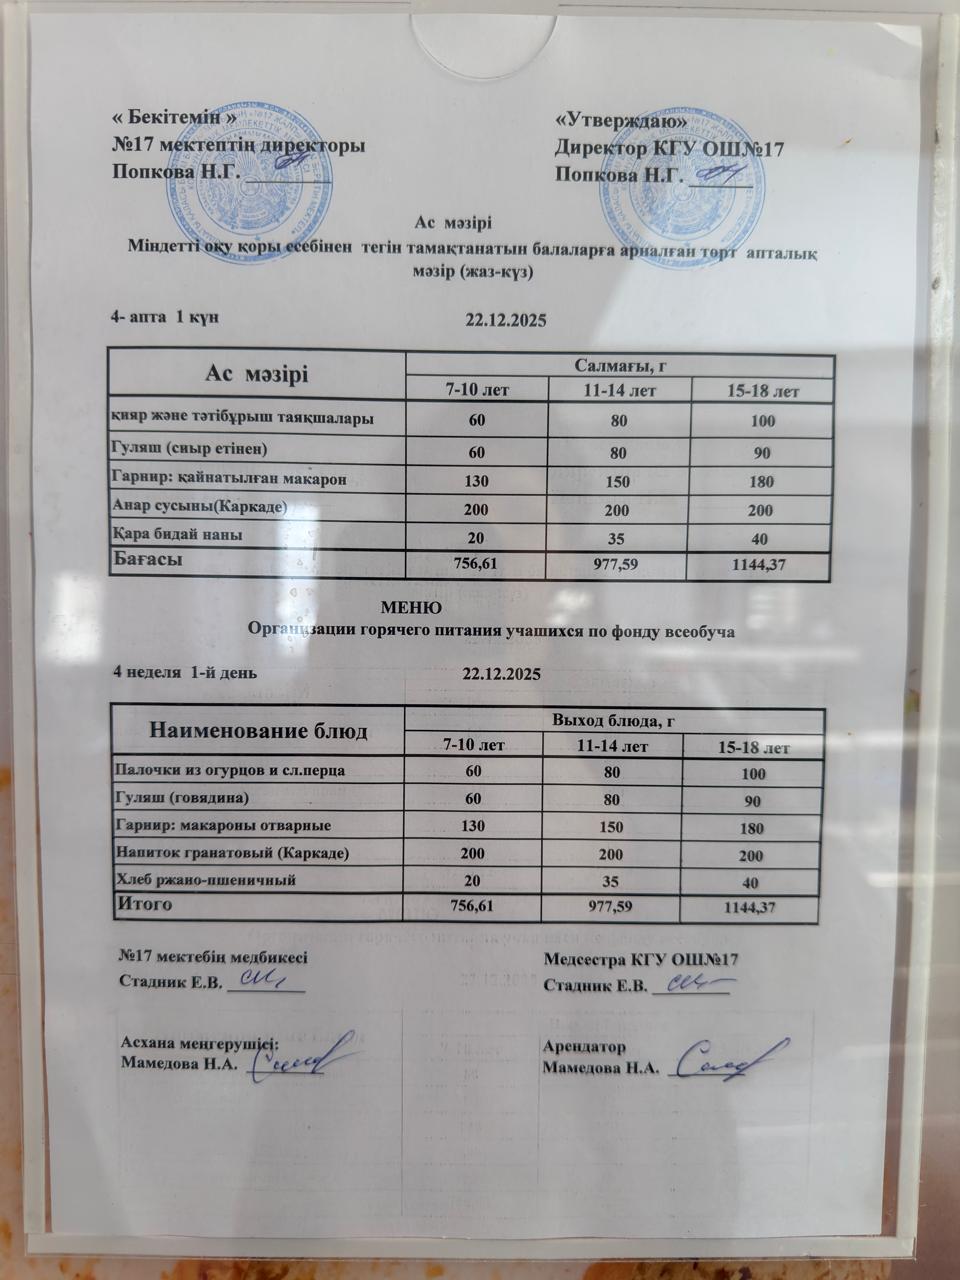 « Бекітемін »
№17 мектептің директоры
Попкова Н.Г.
«Утверждаю»
Директор КГУ ОШ№17
Попкова Н.Г.
Ас мәзірі
Міндетті оқу қоры есебінен тегін тамақтанатын балаларға арналған төрт апталық
мәзір (жаз-күз)
4- апта 1 күн 22.12.2025
Ас мәзірі Салмағы, г
7-10 лет 11-14 лет 15-18 лет
қияр және тәтібұрыш таяқшалары 60 80 100
Гуляш (сиыр етінен) 60 80 90
Гарнир: қайнатылған макарон 130 150 180
Анар сусыны(Каркаде) 200 200 200
Қара бидай наны 20 35 40
Бағасы 756,61 977,59 1144,37
МЕНЮ
Организации горячего питания учашихся по фонду всеобуча
4 неделя 1-й день 22.12.2025
Наименование блюд Выход блюда, г
7-10 лет 11-14 лет 15-18 лет
Палочки из огурцов и сл.перца 60 80 100
Гуляш (говядина) 60 80 90
Гарнир: макароны отварные 130 150 180
Напиток гранатовый (Каркаде) 200 200 200
Хлеб ржано-пшеничный 20 35 40
Итого 756,61 977,59 1144,37
№17 мектебің медбикесі
Стадник Е.В.
Медсестра КГУ ОШ№17
Стадник Е.В.
Асхана меңгерушісі:
Мамедова Н.А.
Арендатор
Мамедова Н.А.